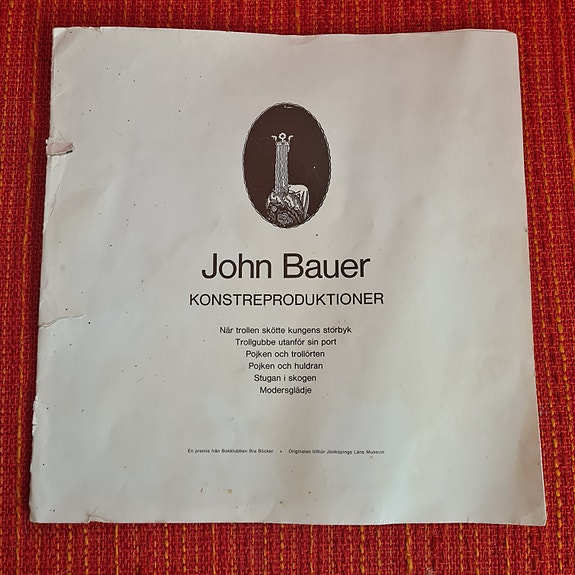 John Bauer
KONSTREPRODUKTIONER
När trollen skötte kungens storbyk
Trollgubbe utanför sin port
Pojken och trollörten
Pojken och huldran
Stugan i skogen
Modersglädje
En premie från Bokklubben Bra Böcker • Originalen tillhör Jönköpings Läns Museum